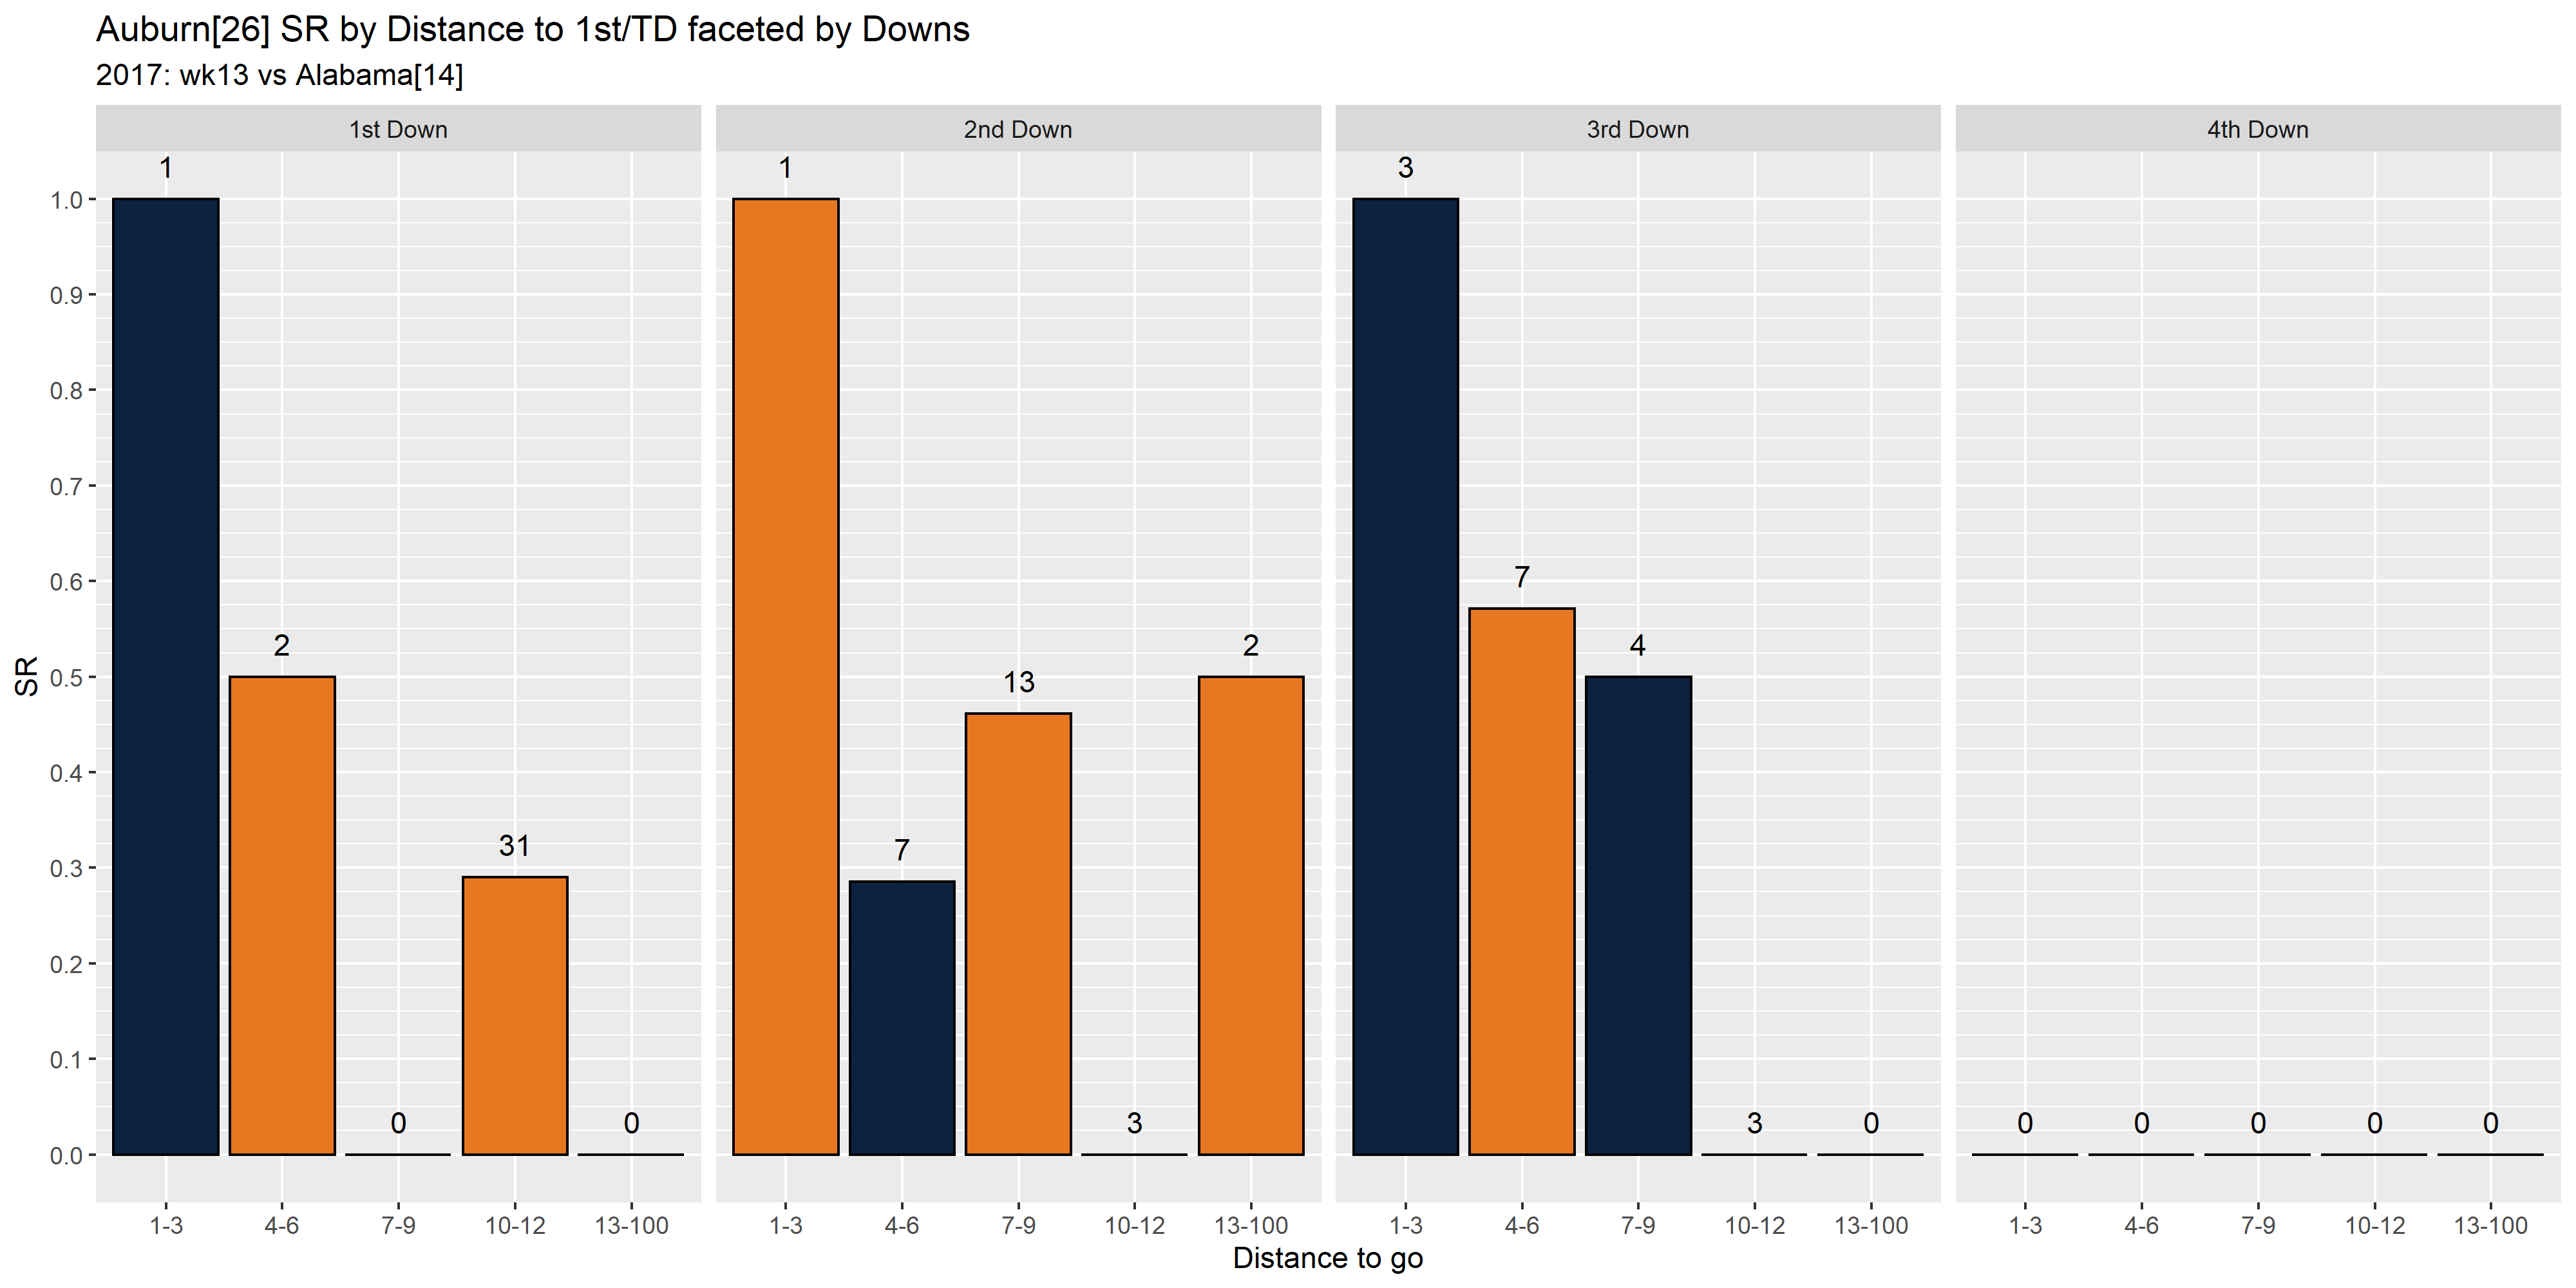 Auburn[26] SR by Distance to 1st/TD faceted by Downs
2017: wk13 vs Alabama[14]
1st Down
2nd Down
3rd Down
4th Down
SR
1.0
0.9
0.8
0.7
0.6
0.5
0.4
0.3
0.2
0.1
0.0
1 2 0 31 0
1 7 13 3 2
3 7 4 3 0
0 0 0 0 0
1-3 4-6 7-9 10-12 13-100
1-3 4-6 7-9 10-12 13-100
1-3 4-6 7-9 10-12 13-100
1-3 4-6 7-9 10-12 13-100
Distance to go